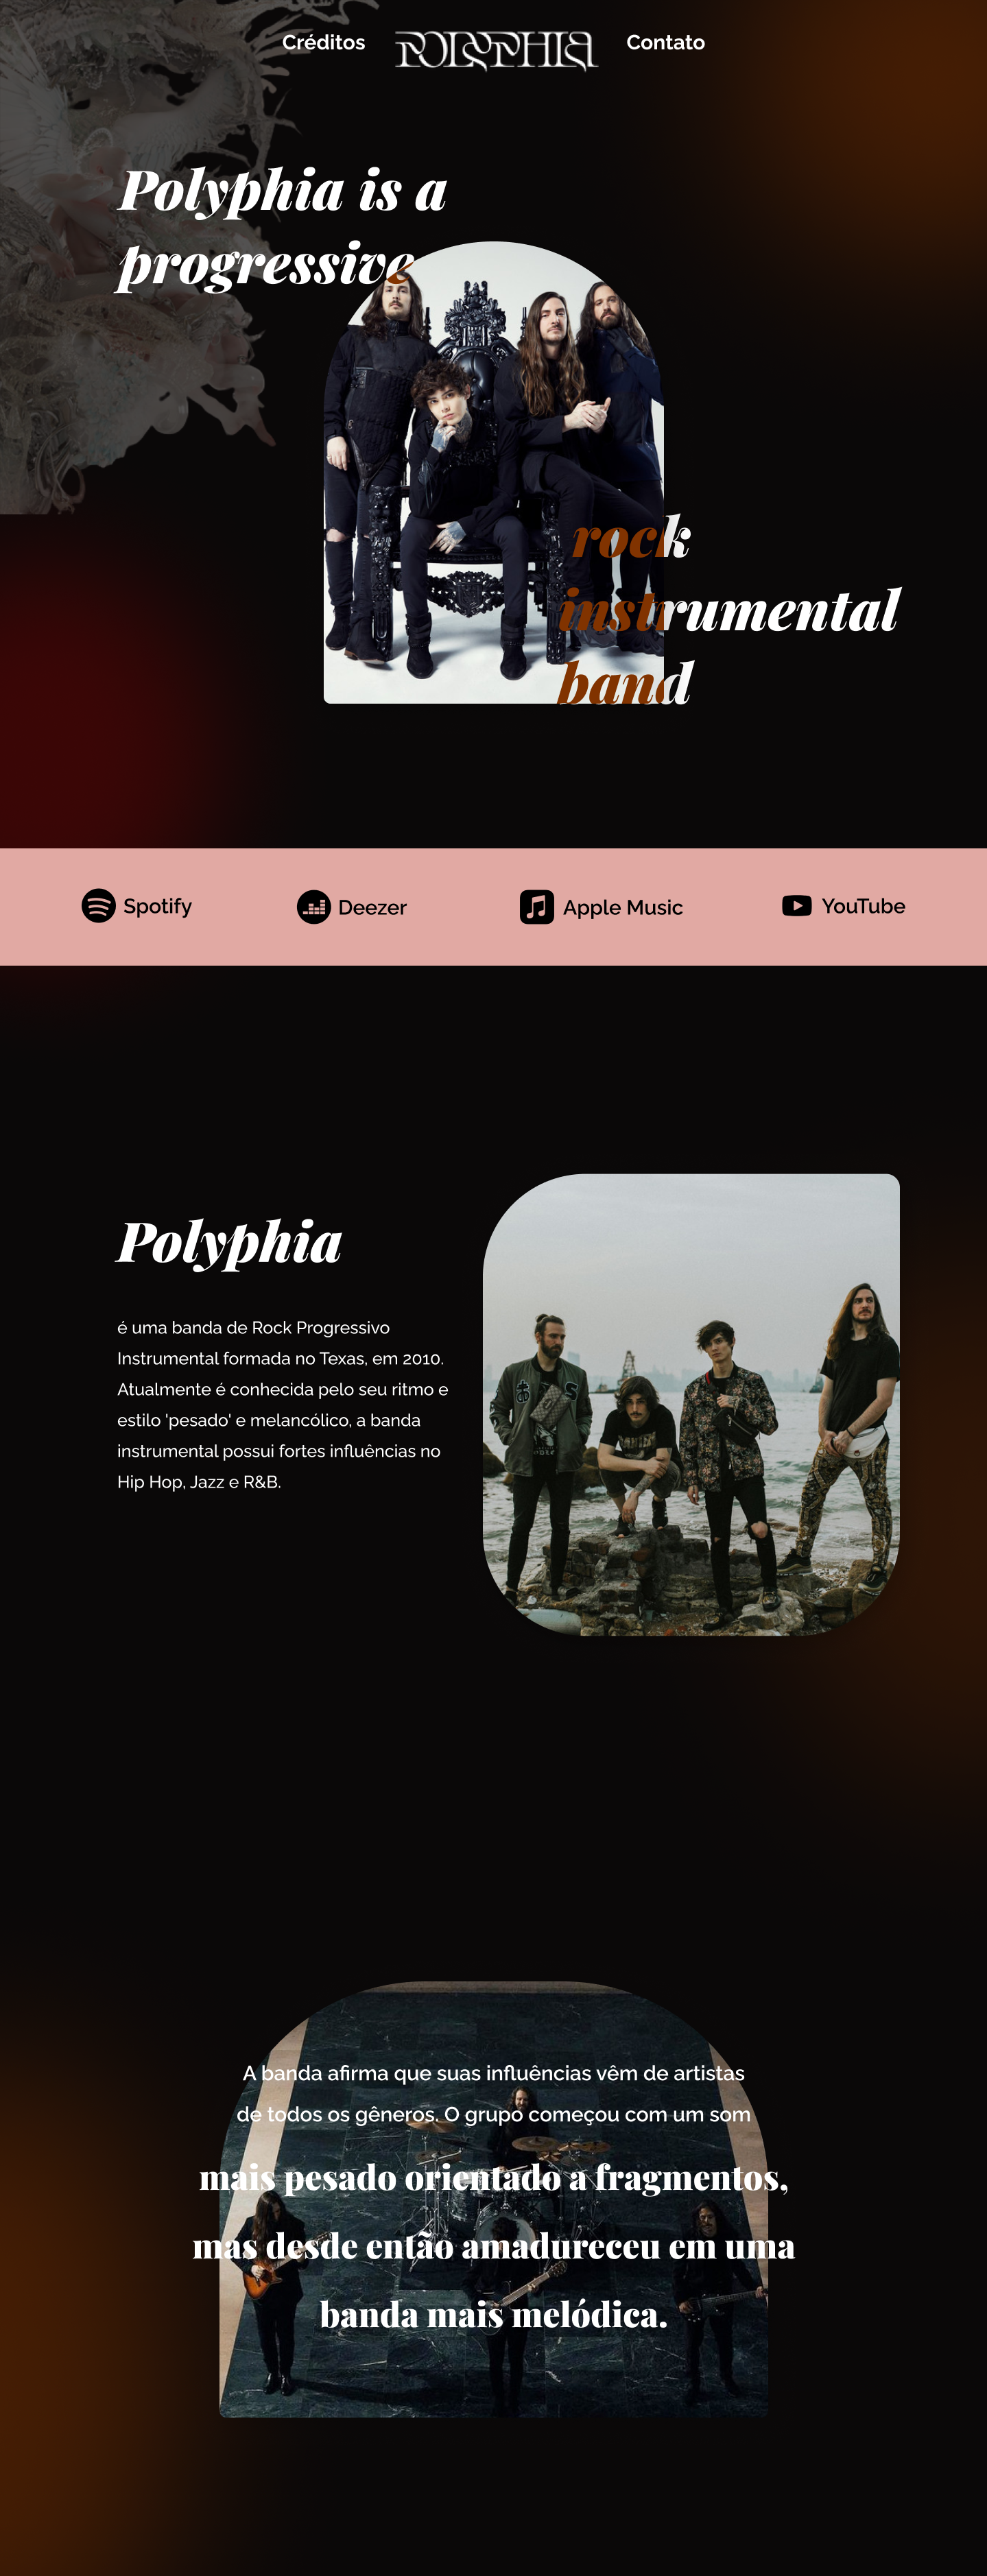 Créditos POLYPHIA Contato
Polyphia is a
progressive
rock
instrumental
band
Spotify Deezer Apple Music YouTube
Polyphia
é uma banda de Rock Progressivo
Instrumental formada no Texas, em 2010.
Atualmente é conhecida pelo seu ritmo e
estilo 'pesado' e melancólico, a banda
instrumental possui fortes influências no
Hip Hop, Jazz e R&B.
A banda afirma que suas influências vêm de artistas
de todos os gêneros. O grupo começou com um som
mais pesado orientado a fragmentos,
mas desde então amadureceu em uma
banda mais melódica.